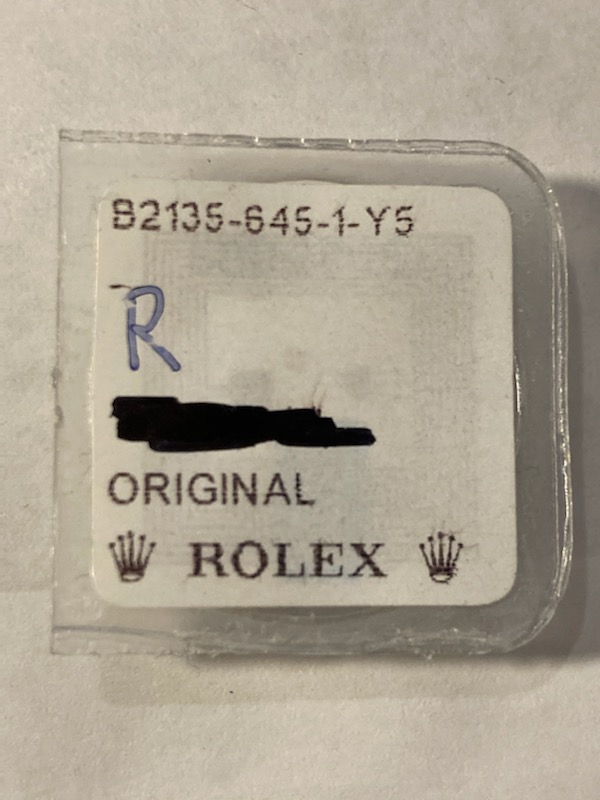 B2135-645-1-Y5
R
ORIGINAL
ROLEX